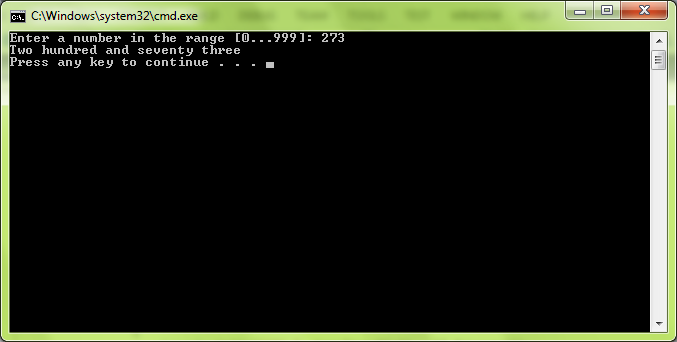 C:\Windows\system32\cmd.exe
Enter a number in the range [0...999]: 273
Two hundred and seventy three
Press any key to continue . . .